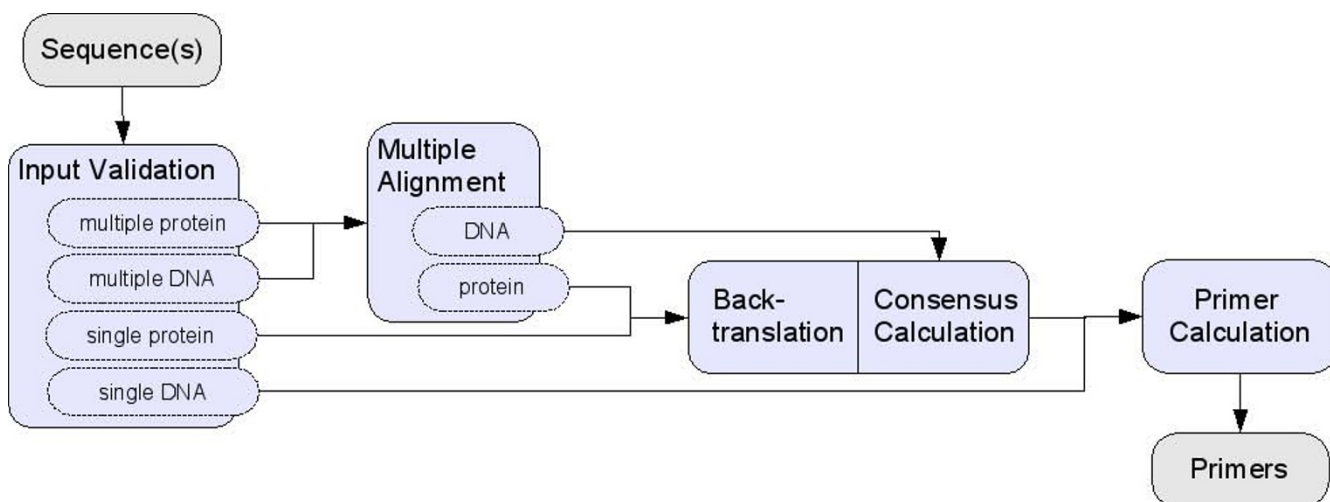 Sequence(s)
Input Validation
multiple protein
multiple DNA
single protein
single DNA
Multiple
Alignment
DNA
protein
Back-
translation
Consensus
Calculation
Primer
Calculation
Primers